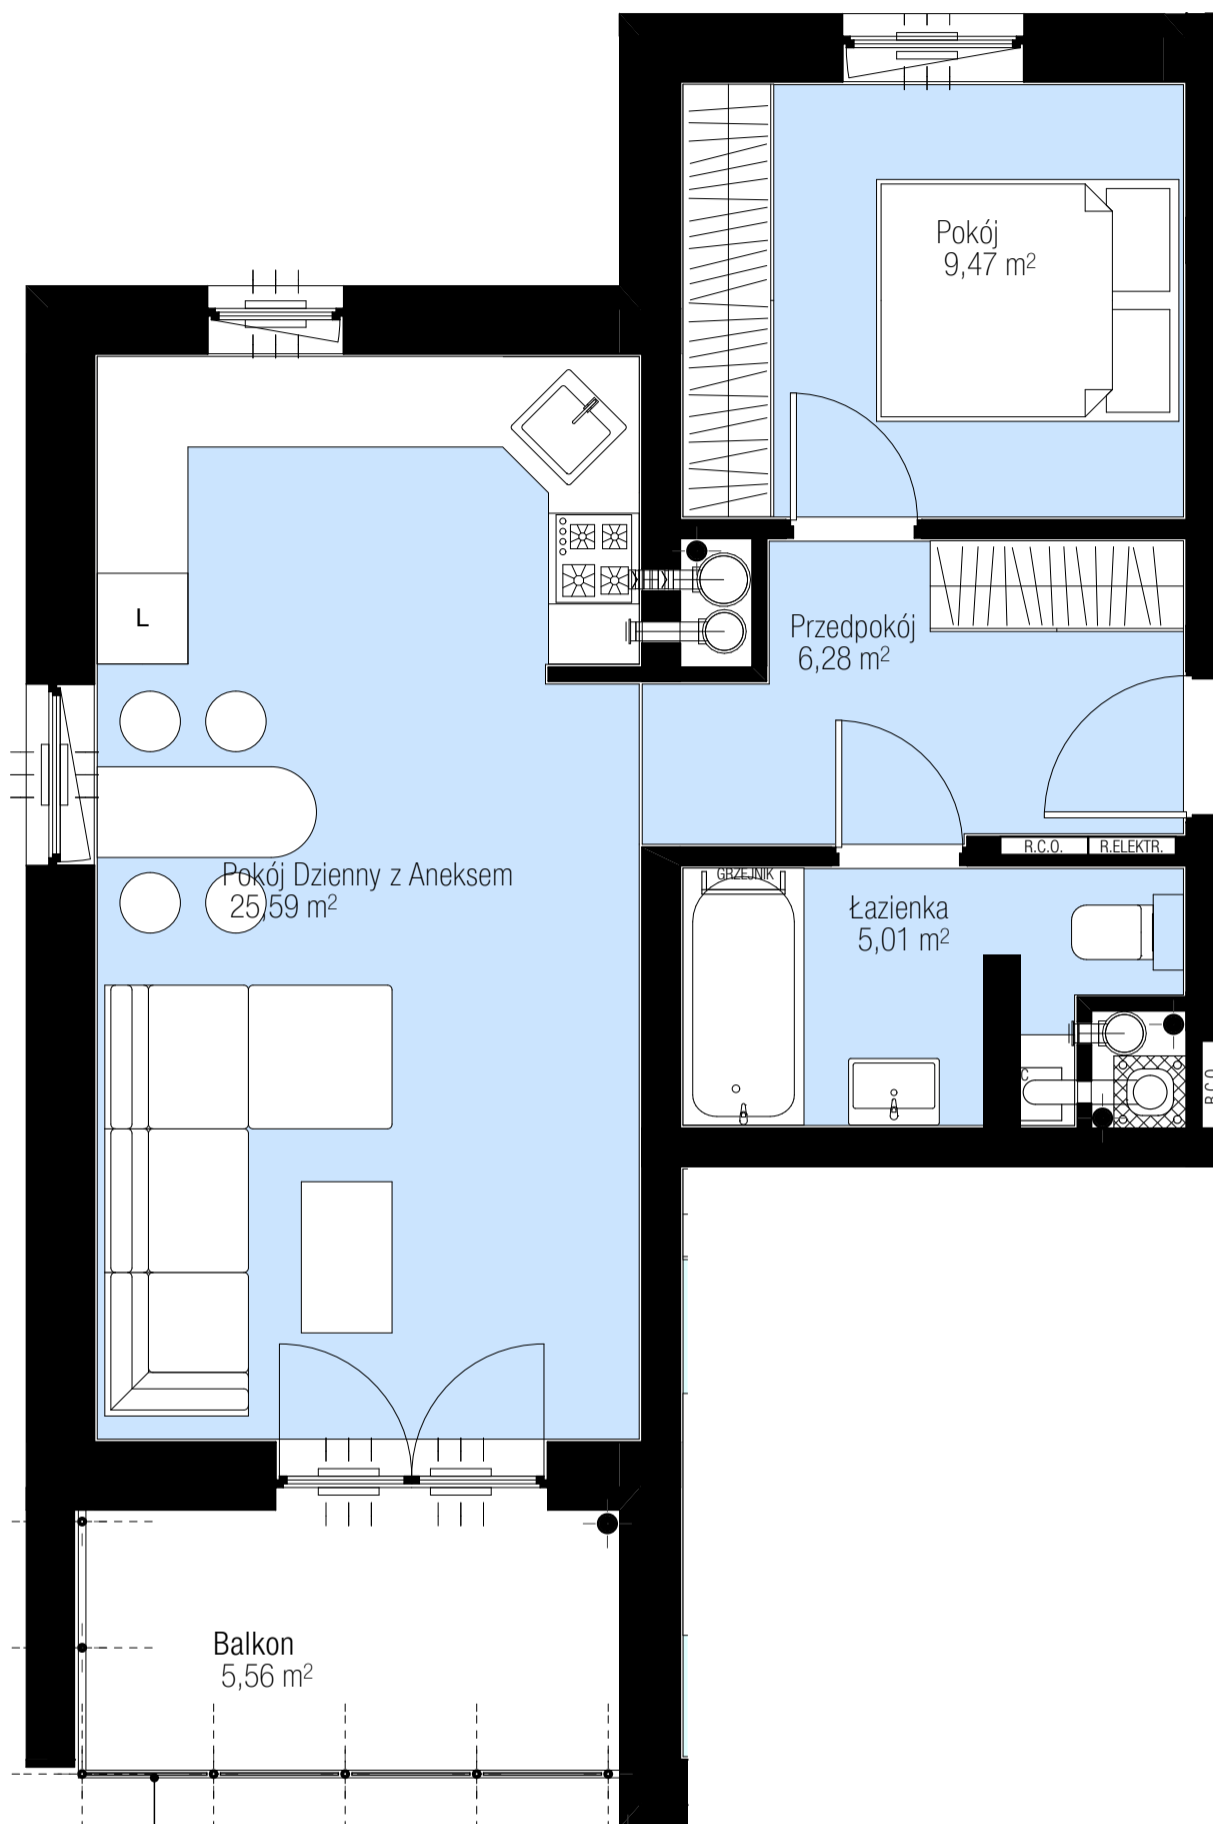 Pokój
9,47 m²
L
Przedpokój
6,28 m²
R.C.O.
R.ELEKTR.
Pokój Dzienny z Aneksem
25,59 m²
GRZEJNIK
Łazienka
5,01 m²
C
R.C.O.
Balkon
5,56 m²